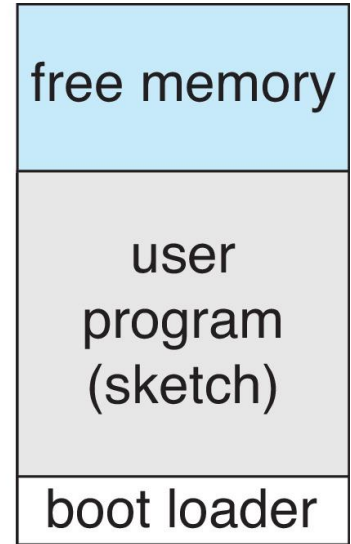 free memory
user
program
(sketch)
boot loader